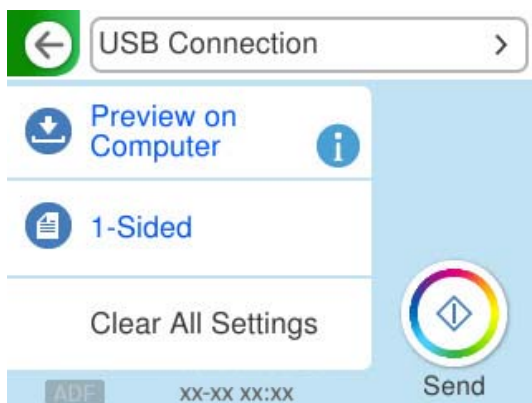 USB Connection
Preview on
Computer
1-Sided
Clear All Settings
Send
ADF
xx-xx xx:xx